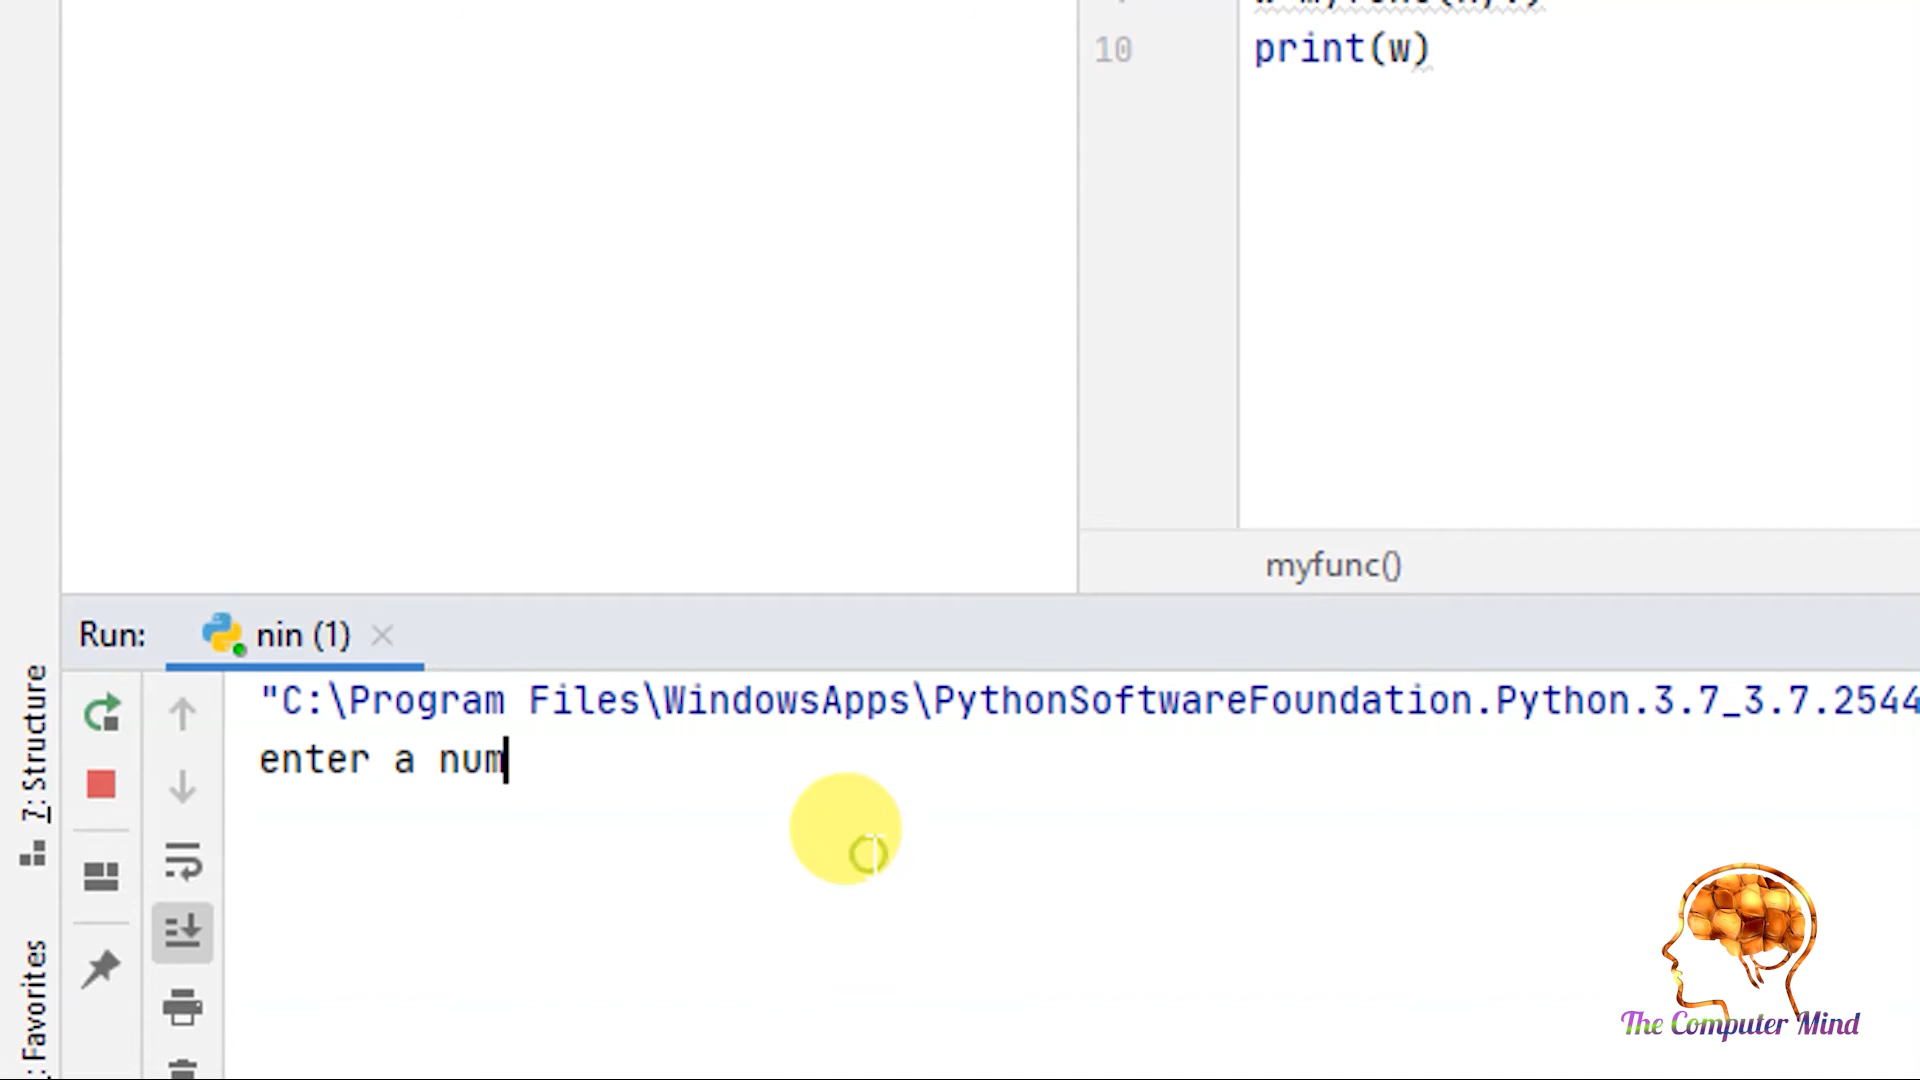 10 print(w)
myfunc()
Run: nin (1)
"C:\Program Files\WindowsApps\PythonSoftwareFoundation.Python.3.7_3.7.2544
enter a num
7: Structure
: Favorites
The Computer Mind